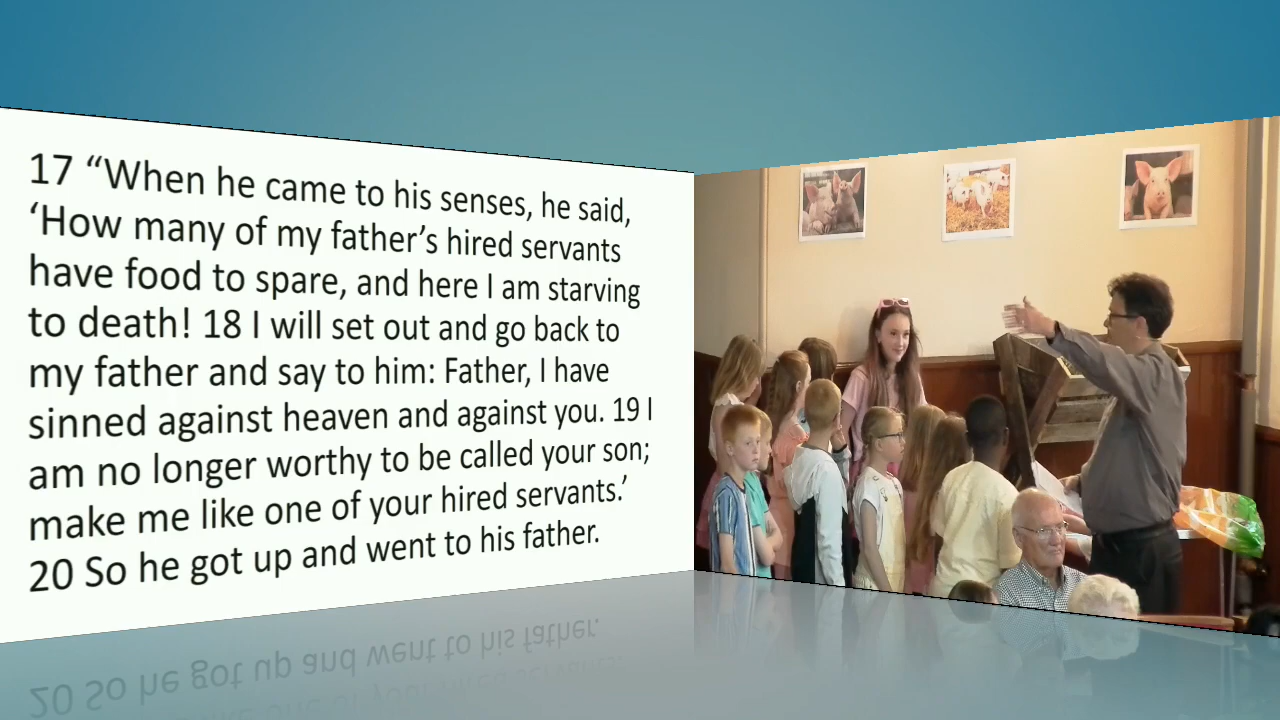 17 “When he came to his senses, he said,
‘How many of my father’s hired servants
have food to spare, and here I am starving
to death! 18 I will set out and go back to
my father and say to him: Father, I have
sinned against heaven and against you. 19 I
am no longer worthy to be called your son;
make me like one of your hired servants.’
20 So he got up and went to his father.